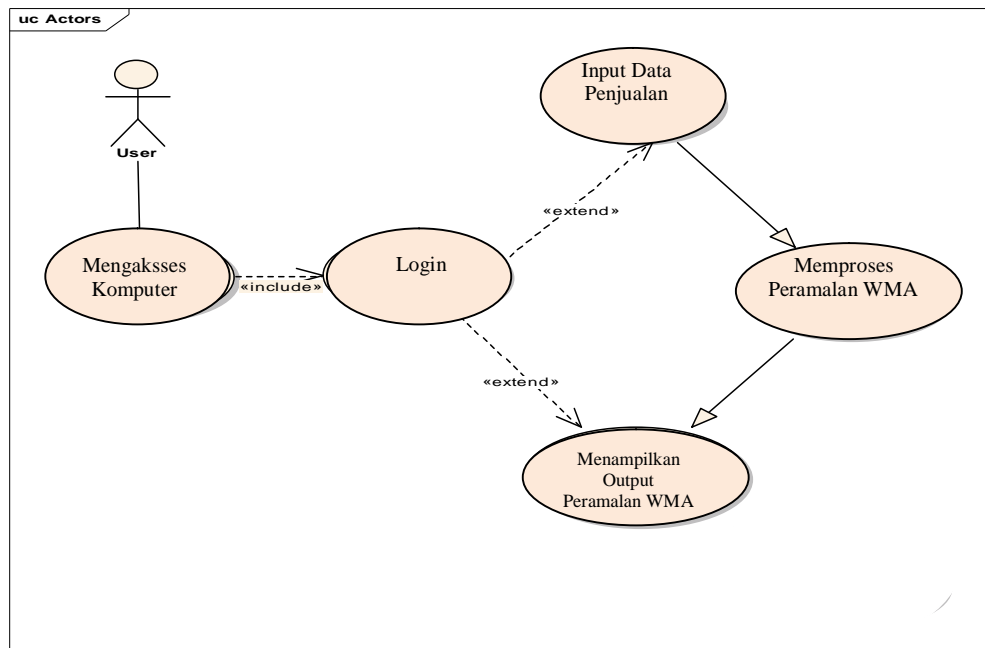 uc Actors
User
Mengaksses
Komputer
«include»
Login
«extend»
«extend»
Input Data
Penjualan
Memproses
Peramalan WMA
Menampilkan
Output
Peramalan WMA